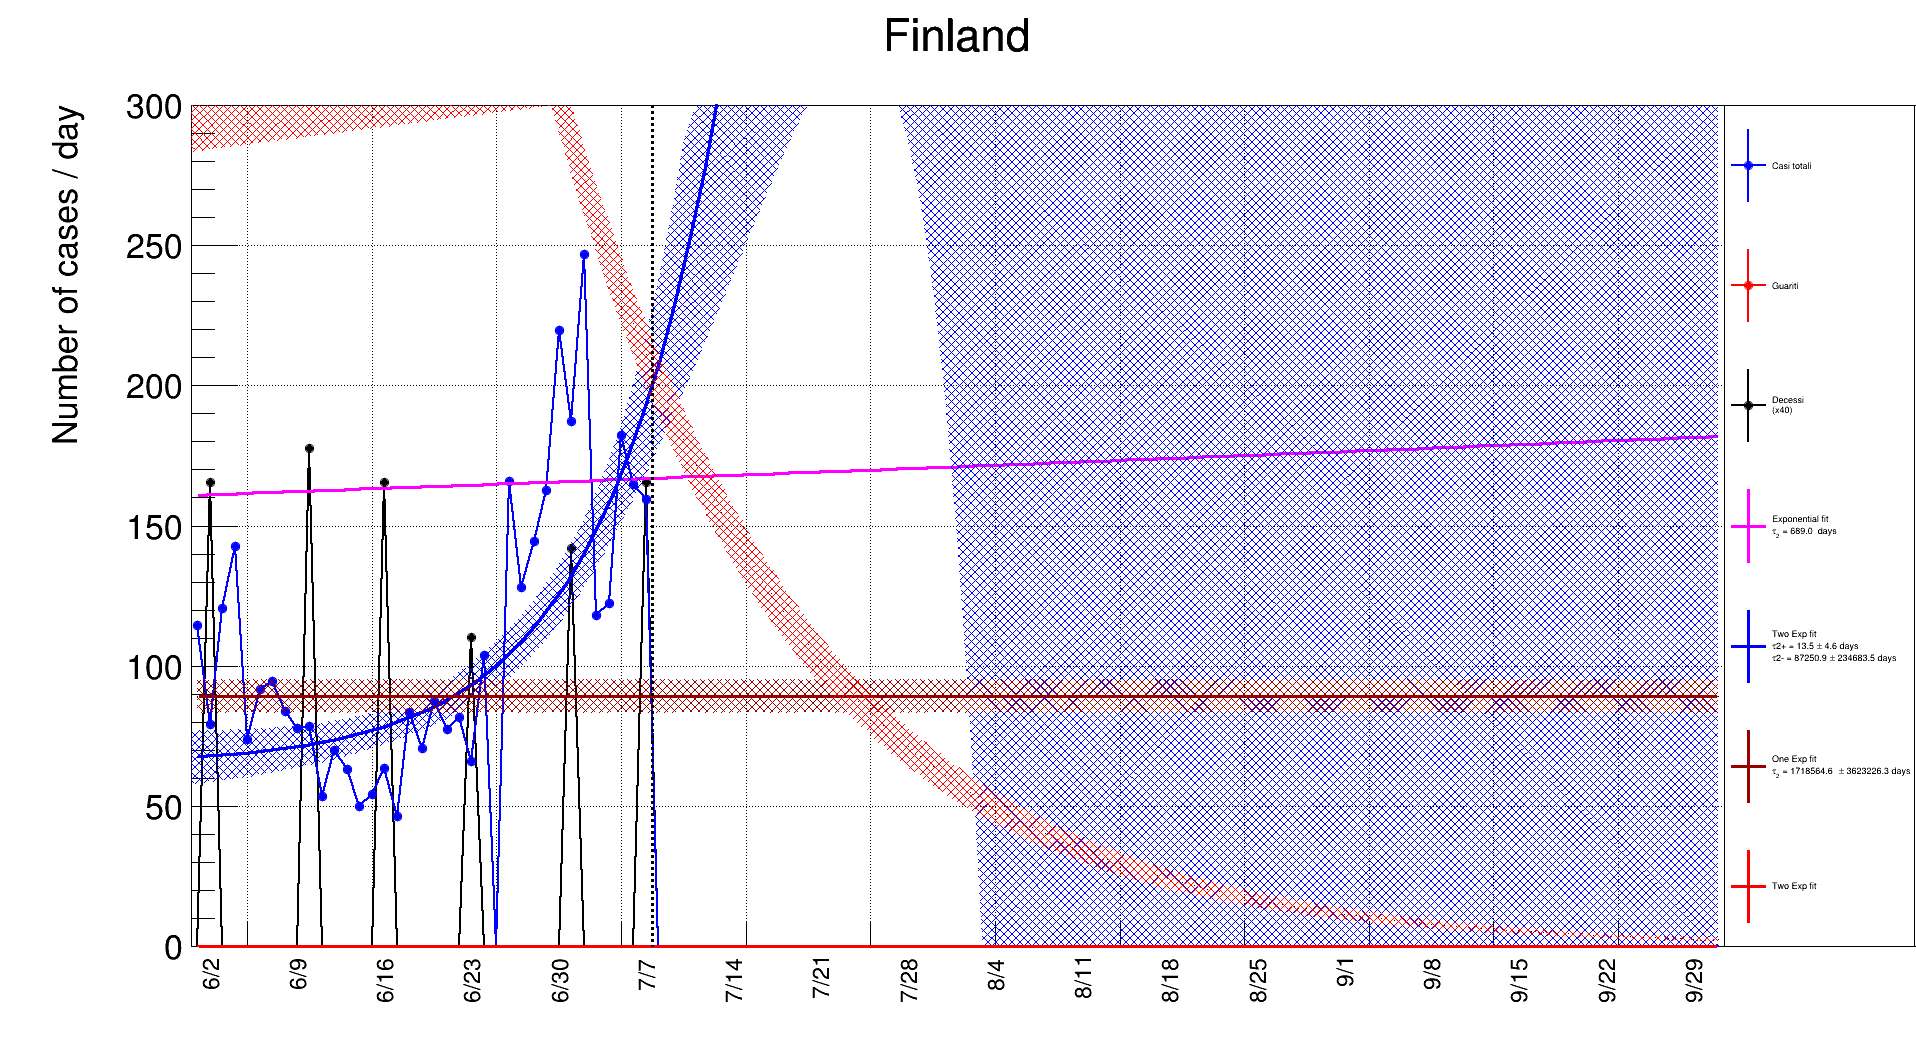 Finland
Number of cases / day
300
250
200
150
100
50
0
6/2
6/9
6/16
6/23
6/30
7/7
7/14
7/21
7/28
8/4
8/11
8/18
8/25
9/1
9/8
9/15
9/22
9/29
Casi totali
Guariti
Decessi
(x40)
Exponential fit
τ2 = 689.0 days
Two Exp fit
τ2+ = 13.5 ± 4.6 days
τ2- = 87250.9 ± 234683.5 days
One Exp fit
τ2 = 1718564.6 ± 3623226.3 days
Two Exp fit